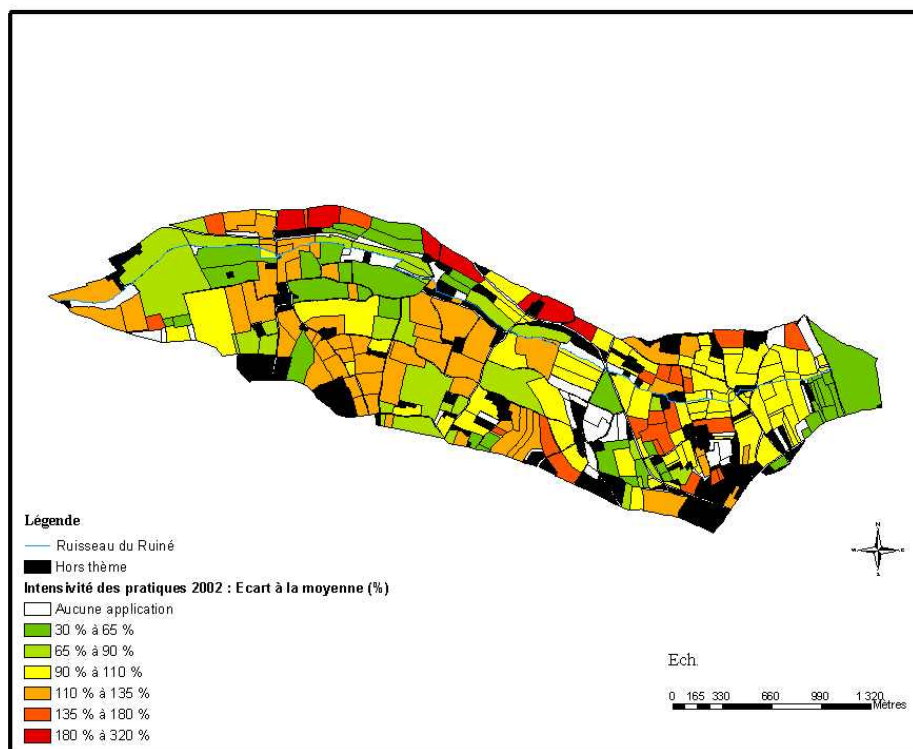 N
W
E
S
Légende
Ruisseau du Ruiné
Hors thème
Intensivité des pratiques 2002 : Ecart à la moyenne (%)
Aucune application
30 % à 65 %
65 % à 90 %
90 % à 110 %
110 % à 135 %
135 % à 180 %
180 % à 320 %
Ech.
0 165 330 660 990 1 320
Mètres